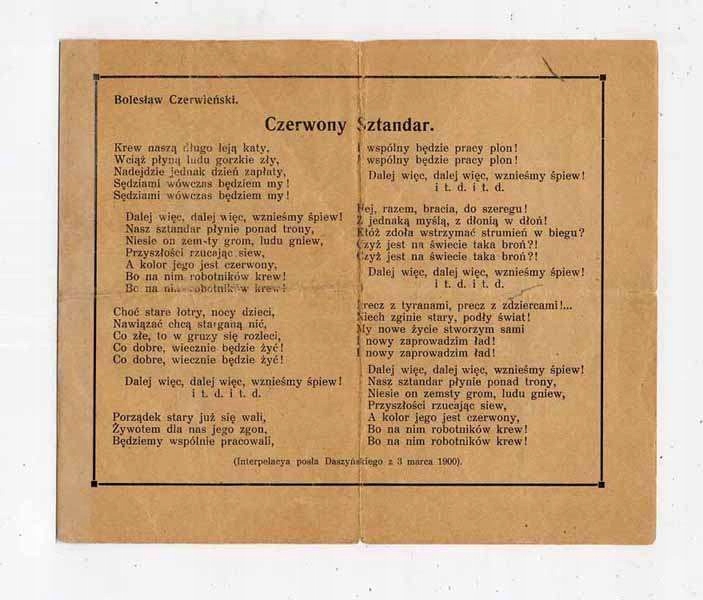 Bolesław Czerwieński.
Czerwony Sztandar.
Krew naszą długo leją katy,
Wciąż płyną ludu gorzkie zły,
Nadejdzie jednak dzień zapłaty,
Sędziami wówczas będziem my!
Sędziami wówczas będziem my!
Dalej więc, dalej więc, wznieśmy śpiew!
Nasz sztandar płynie ponad trony,
Niesie on zemsty grom, ludu gniew,
Przyszłości rzucając siew,
A kolor jego jest czerwony,
Bo na nim robotników krew!
Bo na nim robotników krew!
Choć stare łotry, nocy dzieci,
Nawiązać chcą starganą nić,
Co złe, to w gruzy się rozleci,
Co dobre, wiecznie będzie żyć!
Co dobre, wiecznie będzie żyć!
Dalej więc, dalej więc, wznieśmy śpiew!
i t. d. i t. d.
Porządek stary już się wali,
Żywotem dla nas jego zgon,
Będziemy wspólnie pracowali,
I wspólny będzie pracy plon!
I wspólny będzie pracy plon!
Dalej więc, dalej więc, wznieśmy śpiew!
i t. d. i t. d.
Hej, razem, bracia, do szeregu!
Z jednaką myślą, z dłonią w dłoń!
Któż zdoła wstrzymać strumień w biegu?
Czyż jest na świecie taka broń?!
Czyż jest na świecie taka broń?!
Dalej więc, dalej więc, wznieśmy śpiew!
i t. d. i t. d.
Precz z tyranami, precz z zdziercami!...
Niech zginie stary, podły świat!
My nowe życie stworzym sami
I nowy zaprowadzim ład!
I nowy zaprowadzim ład!
Dalej więc, dalej więc, wznieśmy śpiew!
Nasz sztandar płynie ponad trony,
Niesie on zemsty grom, ludu gniew,
Przyszłości rzucając siew,
A kolor jego jest czerwony,
Bo na nim robotników krew!
Bo na nim robotników krew!
(Interpelacya posła Daszyńskiego z 3 marca 1900).